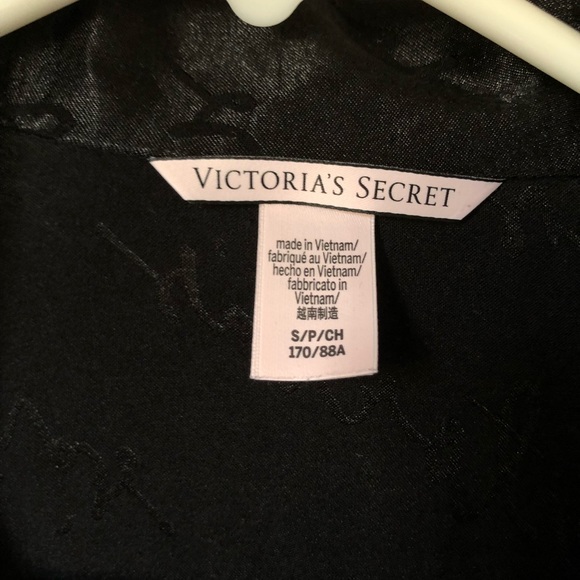 VICTORIA'S SECRET
made in Vietnam/
fabriqué au Vietnam/
hecho en Vietnam/
fabbricato in
Vietnam/
越南制造
S/P/CH
170/88A